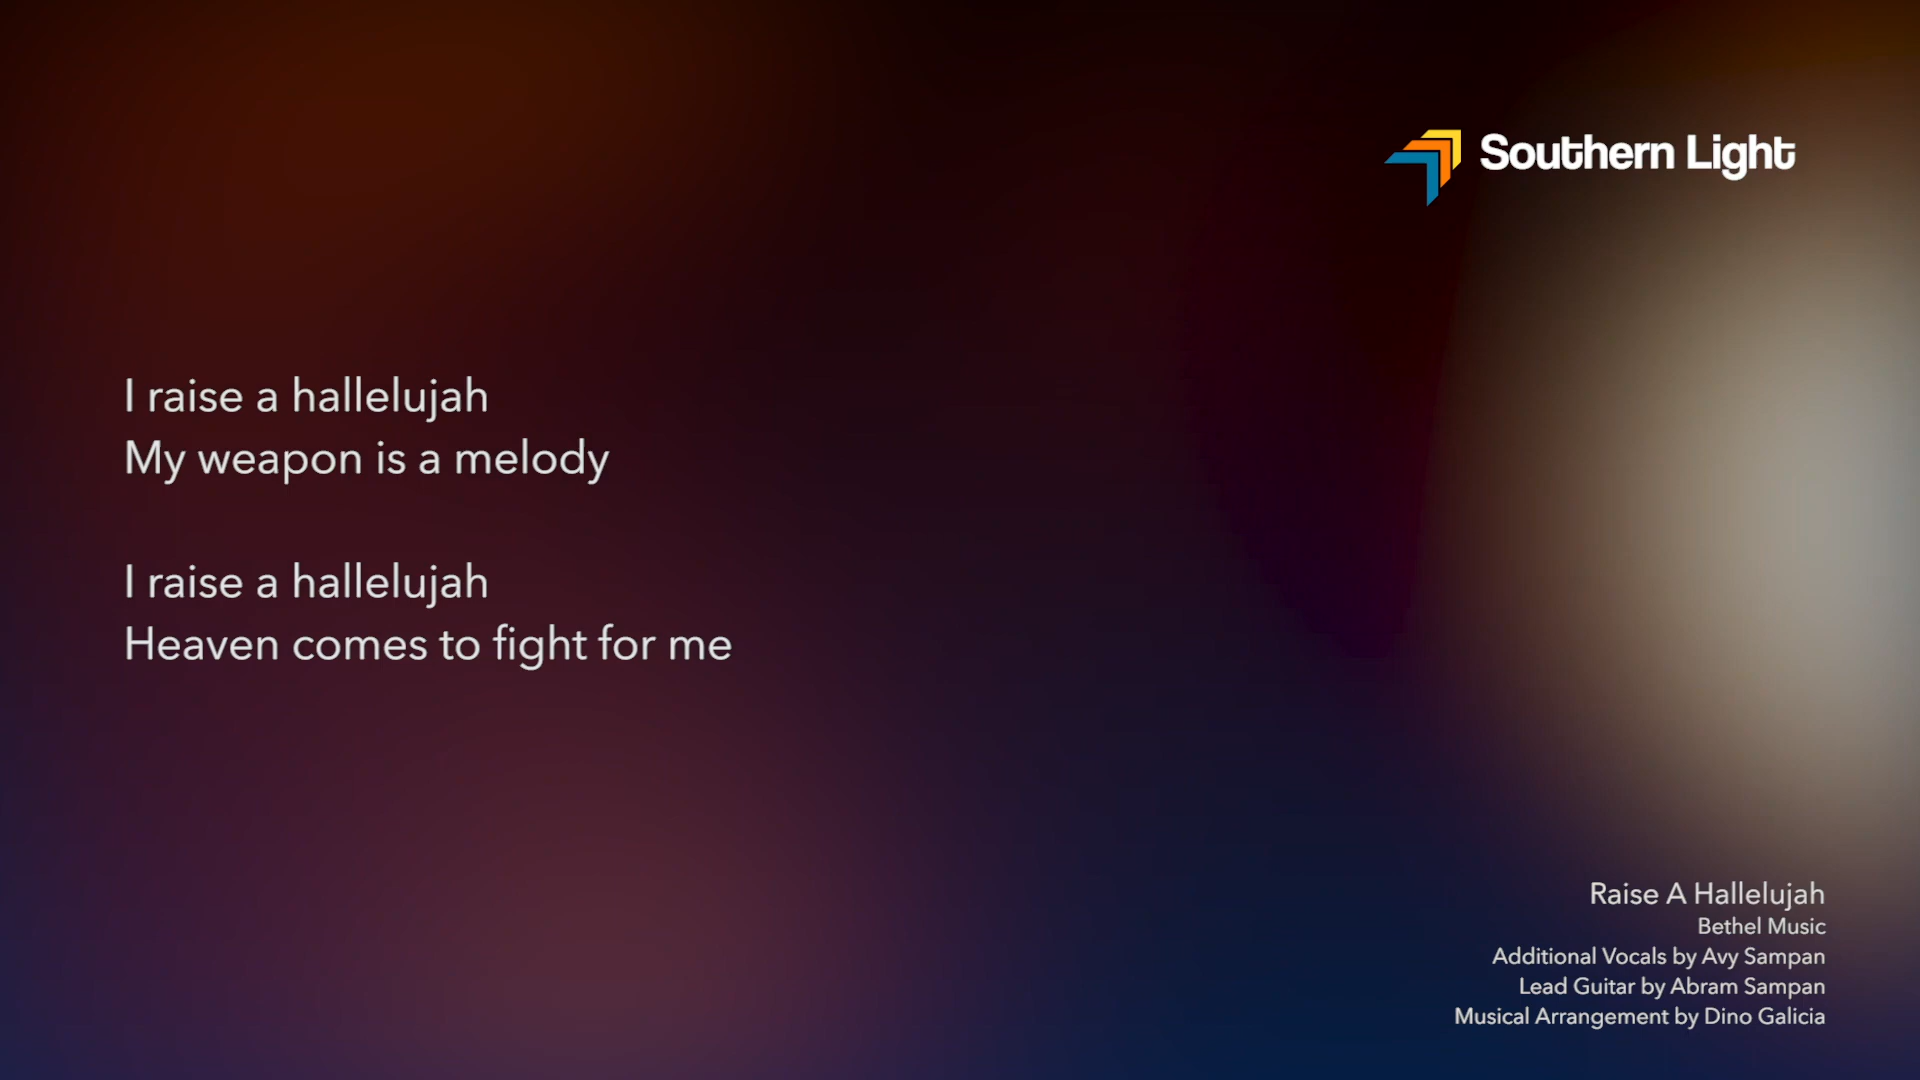 Southern Light
I raise a hallelujah
My weapon is a melody
I raise a hallelujah
Heaven comes to fight for me
Raise A Hallelujah
Bethel Music
Additional Vocals by Avy Sampan
Lead Guitar by Abram Sampan
Musical Arrangement by Dino Galicia